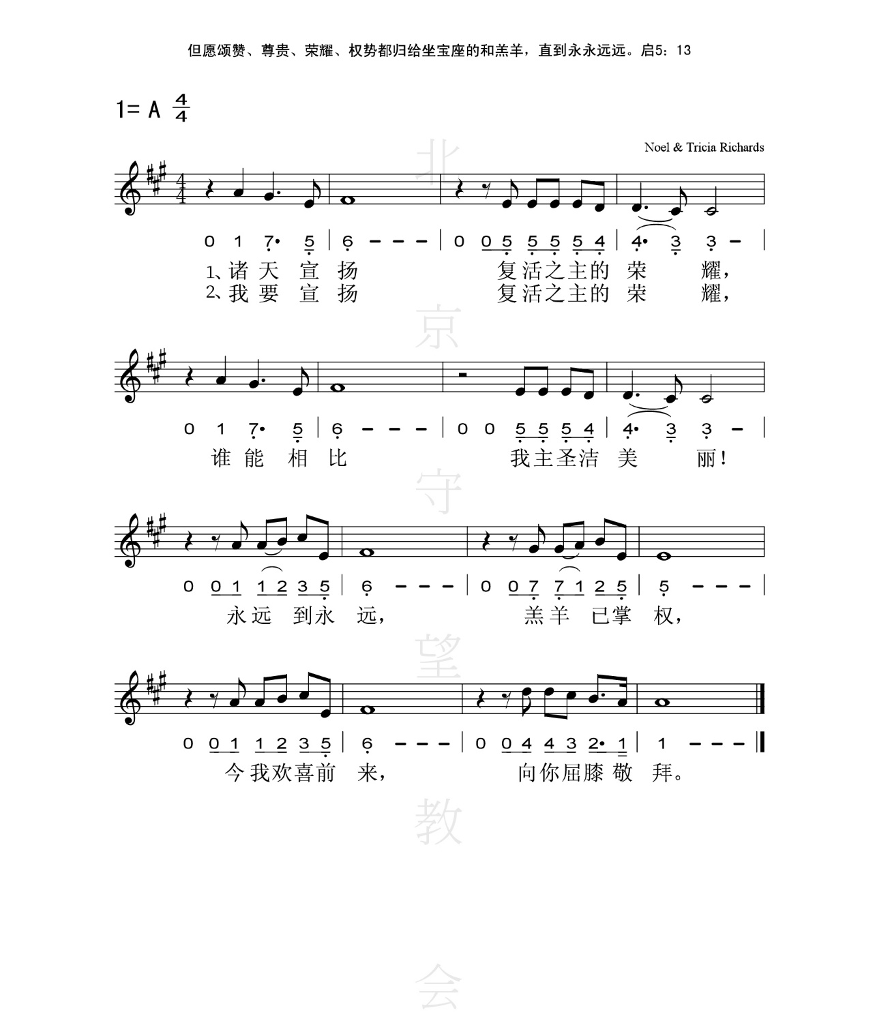 但愿颂赞、尊贵、荣耀、权势都归给坐宝座的和羔羊，直到永永远远。启5：13
1= A 4/4
Noel & Tricia Richards
0 1 7· 5 | 6 - - - | 0 0 5 5 5 5 4 | 4· 3 3 - |
1、诸天宣扬 复活之主的荣耀，
2、我要宣扬 复活之主的荣耀，
0 1 7· 5 | 6 - - - | 0 0 5 5 5 4 | 4· 3 3 - |
谁能相比 我主圣洁美丽！
0 0 1 1 2 3 5 | 6 - - - | 0 0 7 7 1 2 5 | 5 - - - |
永远到永远， 羔羊已掌权，
0 0 1 1 2 3 5 | 6 - - - | 0 0 4 4 3 2· 1 | 1 - - -
今我欢喜前来， 向你屈膝敬拜。
北京守望教会